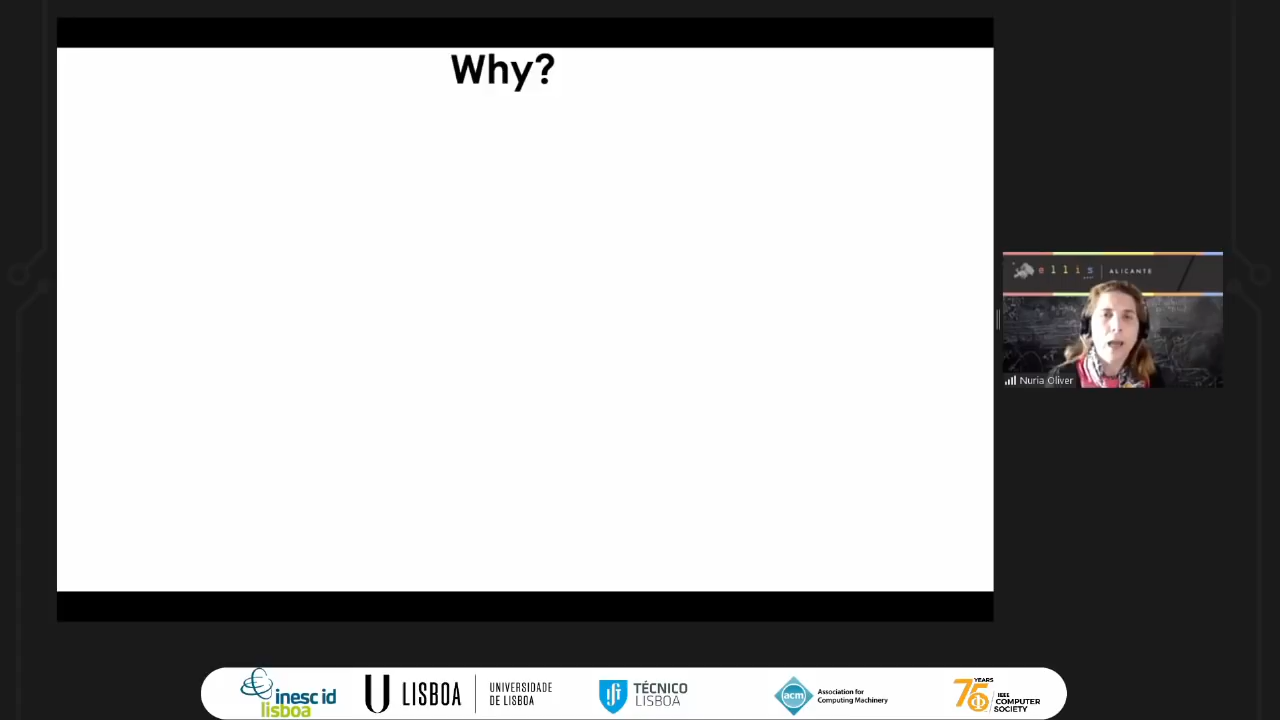 Why?
ellis
ALICANTE
Nuria Oliver
inesc id
lisboa
LISBOA
UNIVERSIDADE
DE LISBOA
TÉCNICO
LISBOA
acm
Association for
Computing Machinery
75
YEARS
IEEE
COMPUTER
SOCIETY